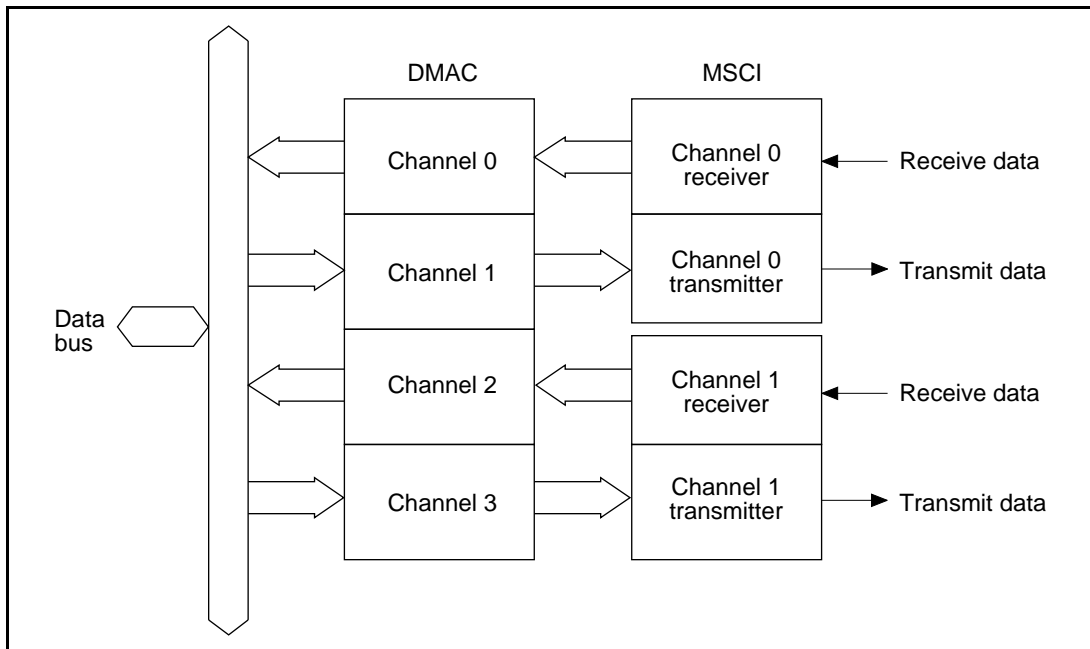 DMAC
MSCI
Channel 0
Channel 0
receiver
Receive data
Channel 1
Channel 0
transmitter
Transmit data
Data
bus
Channel 2
Channel 1
receiver
Receive data
Channel 3
Channel 1
transmitter
Transmit data